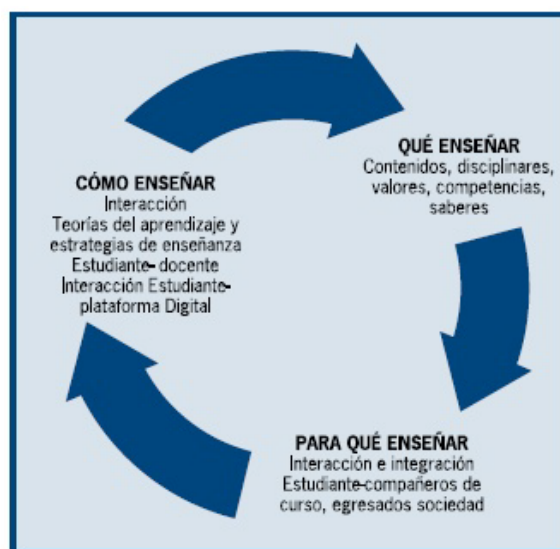 QUÉ ENSEÑAR
Contenidos, disciplinares,
valores, competencias,
saberes
CÓMO ENSEÑAR
Interacción
Teorías del aprendizaje y
estrategias de enseñanza
Estudiante- docente
Interacción Estudiante-
plataforma Digital
PARA QUÉ ENSEÑAR
Interacción e integración
Estudiante-compañeros de
curso, egresados sociedad